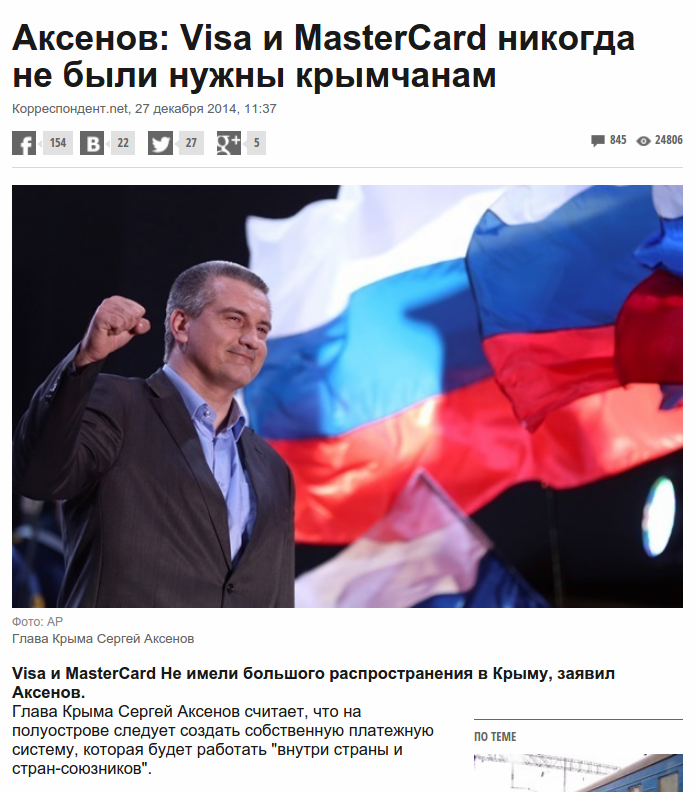 Аксенов: Visa и MasterCard никогда
не были нужны крымчанам
Корреспондент.net, 27 декабря 2014, 11:37
f 154 B 22 27 g+ 5
845 24806
Фото: AP
Глава Крыма Сергей Аксенов
Visa и MasterCard Не имели большого распространения в Крыму, заявил
Аксенов.
Глава Крыма Сергей Аксенов считает, что на
полуострове следует создать собственную платежную
систему, которая будет работать "внутри страны и
стран-союзников".
ПО ТЕМЕ